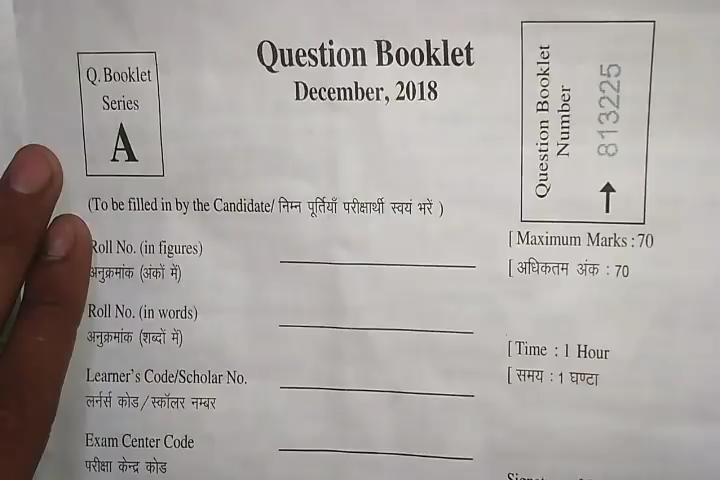 Question Booklet
December, 2018
Q. Booklet
Series
A
Question Booklet
Number
813225
(To be filled in by the Candidate/ निम्न पूर्तियाँ परीक्षार्थी स्वयं भरें )
Roll No. (in figures)
अनुक्रमांक (अंकों में)
[ Maximum Marks : 70
[ अधिकतम अंक : 70
Roll No. (in words)
अनुक्रमांक (शब्दों में)
[ Time : 1 Hour
[ समय : 1 घण्टा
Learner's Code/Scholar No.
लर्नर्स कोड / स्कॉलर नम्बर
Exam Center Code
परीक्षा केन्द्र कोड